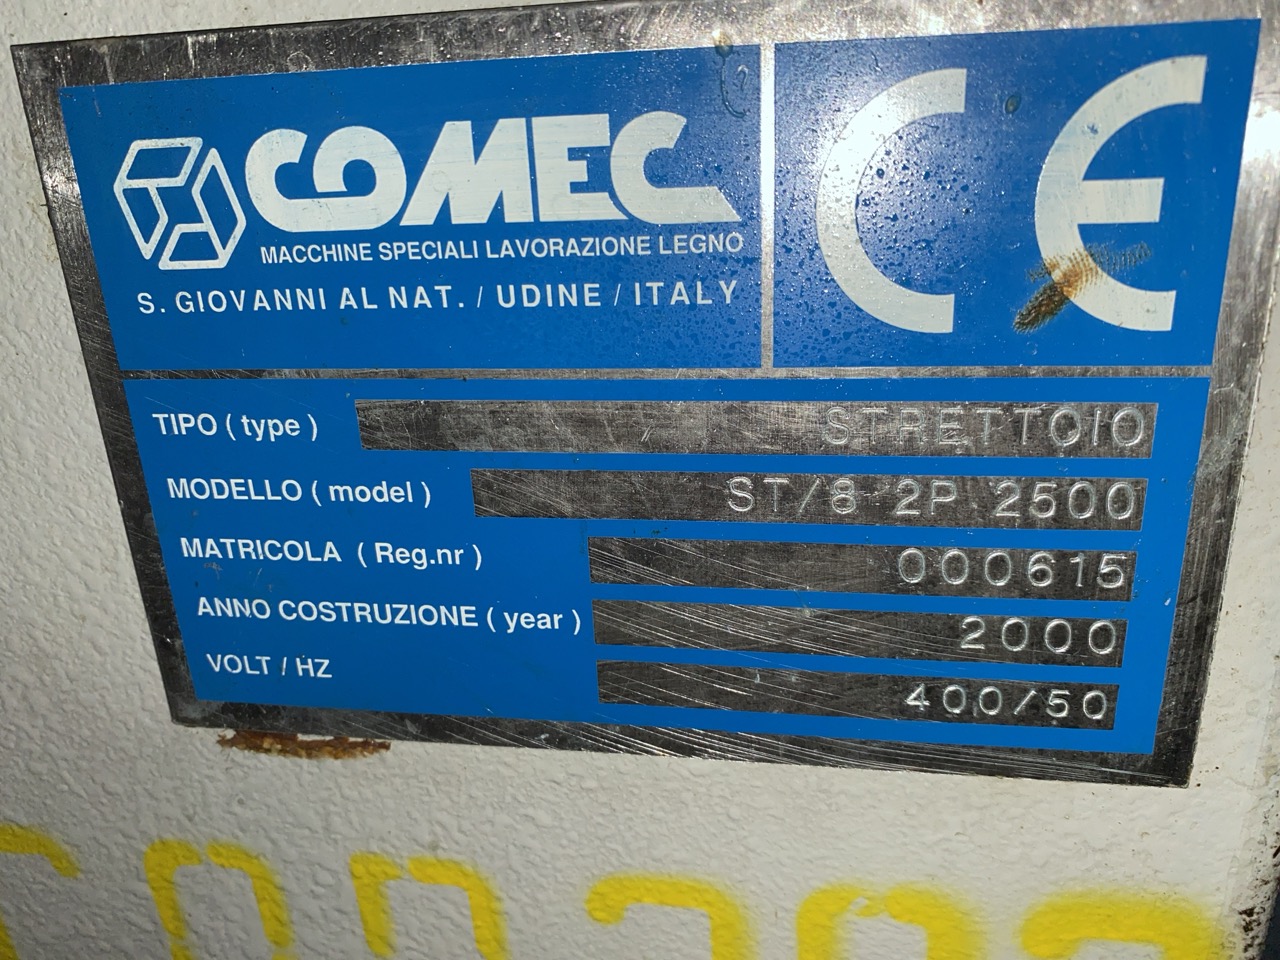 COMEC
CE
MACCHINE SPECIALI LAVORAZIONE LEGNO
S. GIOVANNI AL NAT. / UDINE / ITALY
TIPO ( type ) STRETTOIO
MODELLO ( model ) ST/8 2P 2500
MATRICOLA ( Reg.nr ) 000615
ANNO COSTRUZIONE ( year ) 2000
VOLT / HZ 400/50